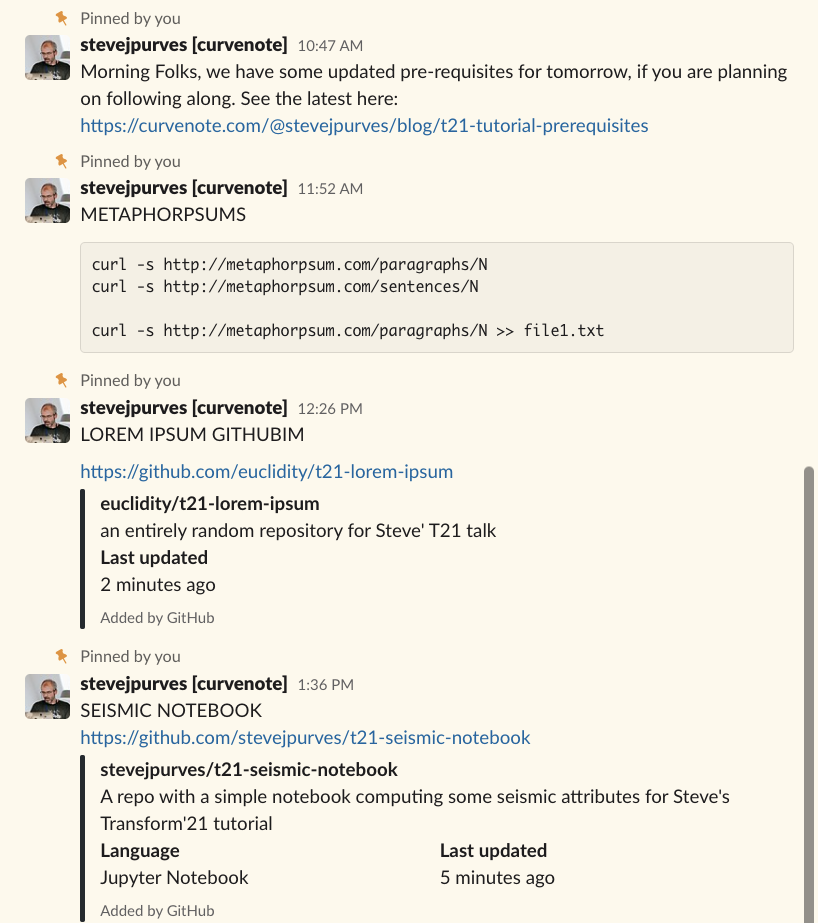 Pinned by you
stevejpurves [curvenote] 10:47 AM
Morning Folks, we have some updated pre-requisites for tomorrow, if you are planning
on following along. See the latest here:
https://curvenote.com/@stevejpurves/blog/t21-tutorial-prerequisites
Pinned by you
stevejpurves [curvenote] 11:52 AM
METAPHORPSUMS
curl -s http://metaphorpsum.com/paragraphs/N
curl -s http://metaphorpsum.com/sentences/N
curl -s http://metaphorpsum.com/paragraphs/N >> file1.txt
Pinned by you
stevejpurves [curvenote] 12:26 PM
LOREM IPSUM GITHUBIM
https://github.com/euclidity/t21-lorem-ipsum
euclidity/t21-lorem-ipsum
an entirely random repository for Steve' T21 talk
Last updated
2 minutes ago
Added by GitHub
Pinned by you
stevejpurves [curvenote] 1:36 PM
SEISMIC NOTEBOOK
https://github.com/stevejpurves/t21-seismic-notebook
stevejpurves/t21-seismic-notebook
A repo with a simple notebook computing some seismic attributes for Steve's
Transform'21 tutorial
Language Last updated
Jupyter Notebook 5 minutes ago
Added by GitHub